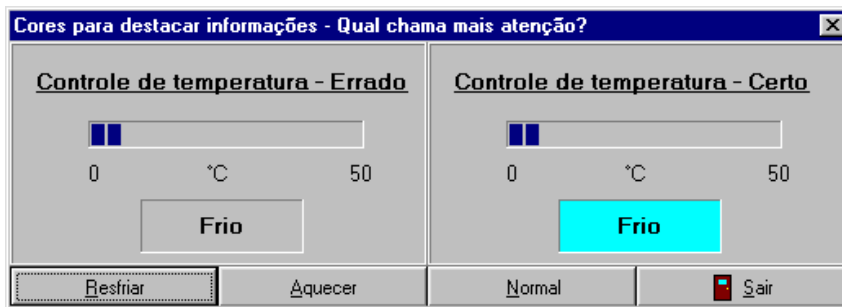 Cores para destacar informações - Qual chama mais atenção?
Controle de temperatura - Errado
0 °C 50
Frio
Controle de temperatura - Certo
0 °C 50
Frio
Resfriar Aquecer Normal Sair